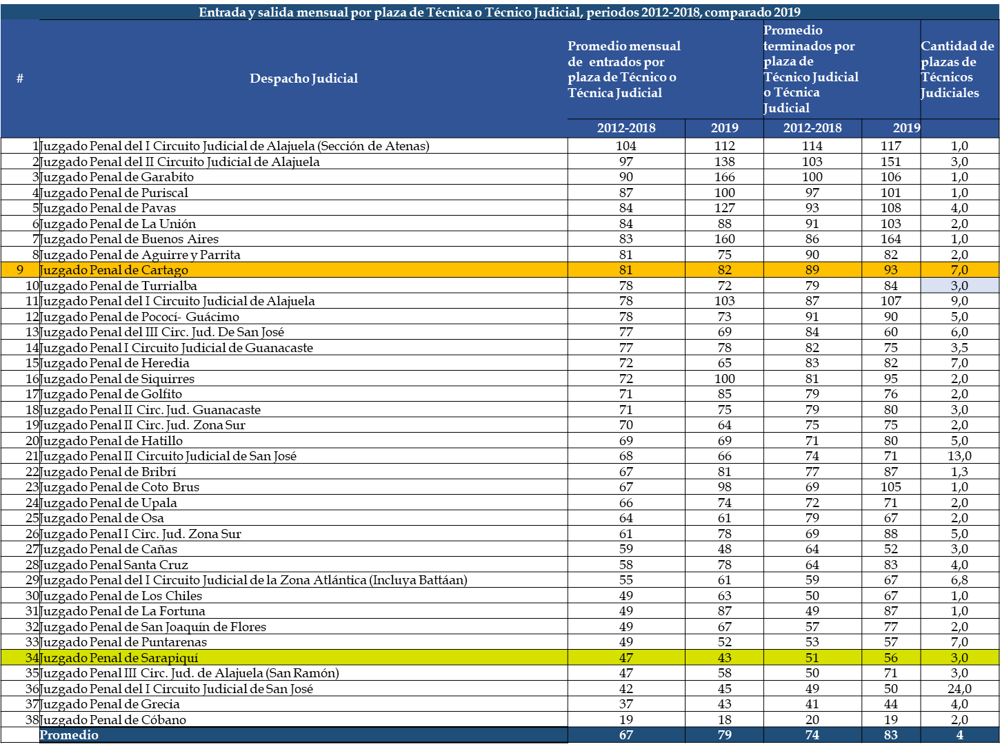 Entrada y salida mensual por plaza de Técnica o Técnico Judicial, periodos 2012-2018, comparado 2019
# Despacho Judicial
Promedio mensual
de entrados por
plaza de Técnico o
Técnica Judicial
Promedio
terminados por
plaza de
Técnico Judicial
o Técnica
Judicial
Cantidad de
plazas de
Técnicos
Judiciales
2012-2018 2019 2012-2018 2019
1 Juzgado Penal del I Circuito Judicial de Alajuela (Sección de Atenas) 104 112 114 117 1,0
2 Juzgado Penal del II Circuito Judicial de Alajuela 97 138 103 151 3,0
3 Juzgado Penal de Garabito 90 166 100 106 1,0
4 Juzgado Penal de Puriscal 87 100 97 101 1,0
5 Juzgado Penal de Pavas 84 127 93 108 4,0
6 Juzgado Penal de La Unión 84 88 91 103 2,0
7 Juzgado Penal de Buenos Aires 83 160 86 164 1,0
8 Juzgado Penal de Aguirre y Parrita 81 75 90 82 2,0
9 Juzgado Penal de Cartago 81 82 89 93 7,0
10 Juzgado Penal de Turrialba 78 72 79 84 3,0
11 Juzgado Penal del I Circuito Judicial de Alajuela 78 103 87 107 9,0
12 Juzgado Penal de Pococí- Guácimo 78 73 91 90 5,0
13 Juzgado Penal del III Circ. Jud. De San José 77 69 84 60 6,0
14 Juzgado Penal I Circuito Judicial de Guanacaste 77 78 82 75 3,5
15 Juzgado Penal de Heredia 72 65 83 82 7,0
16 Juzgado Penal de Siquirres 72 100 81 95 2,0
17 Juzgado Penal de Golfito 71 85 79 76 2,0
18 Juzgado Penal II Circ. Jud. Guanacaste 71 75 79 80 3,0
19 Juzgado Penal II Circ. Jud. Zona Sur 70 64 75 75 2,0
20 Juzgado Penal de Hatillo 69 69 71 80 5,0
21 Juzgado Penal II Circuito Judicial de San José 68 66 74 71 13,0
22 Juzgado Penal de Bribrí 67 81 77 87 1,3
23 Juzgado Penal de Coto Brus 67 98 69 105 1,0
24 Juzgado Penal de Upala 66 74 72 71 2,0
25 Juzgado Penal de Osa 64 61 79 67 2,0
26 Juzgado Penal I Circ. Jud. Zona Sur 61 78 69 88 5,0
27 Juzgado Penal de Cañas 59 48 64 52 3,0
28 Juzgado Penal Santa Cruz 58 78 64 83 4,0
29 Juzgado Penal del I Circuito Judicial de la Zona Atlántica (Incluya Battáan) 55 61 59 67 6,8
30 Juzgado Penal de Los Chiles 49 63 50 67 1,0
31 Juzgado Penal de La Fortuna 49 87 49 87 1,0
32 Juzgado Penal de San Joaquín de Flores 49 67 57 77 2,0
33 Juzgado Penal de Puntarenas 49 52 53 57 7,0
34 Juzgado Penal de Sarapiquí 47 43 51 56 3,0
35 Juzgado Penal III Circ. Jud. de Alajuela (San Ramón) 47 58 50 71 3,0
36 Juzgado Penal del I Circuito Judicial de San José 42 45 49 50 24,0
37 Juzgado Penal de Grecia 37 43 41 44 4,0
38 Juzgado Penal de Cóbano 19 18 20 19 2,0
Promedio 67 79 74 83 4